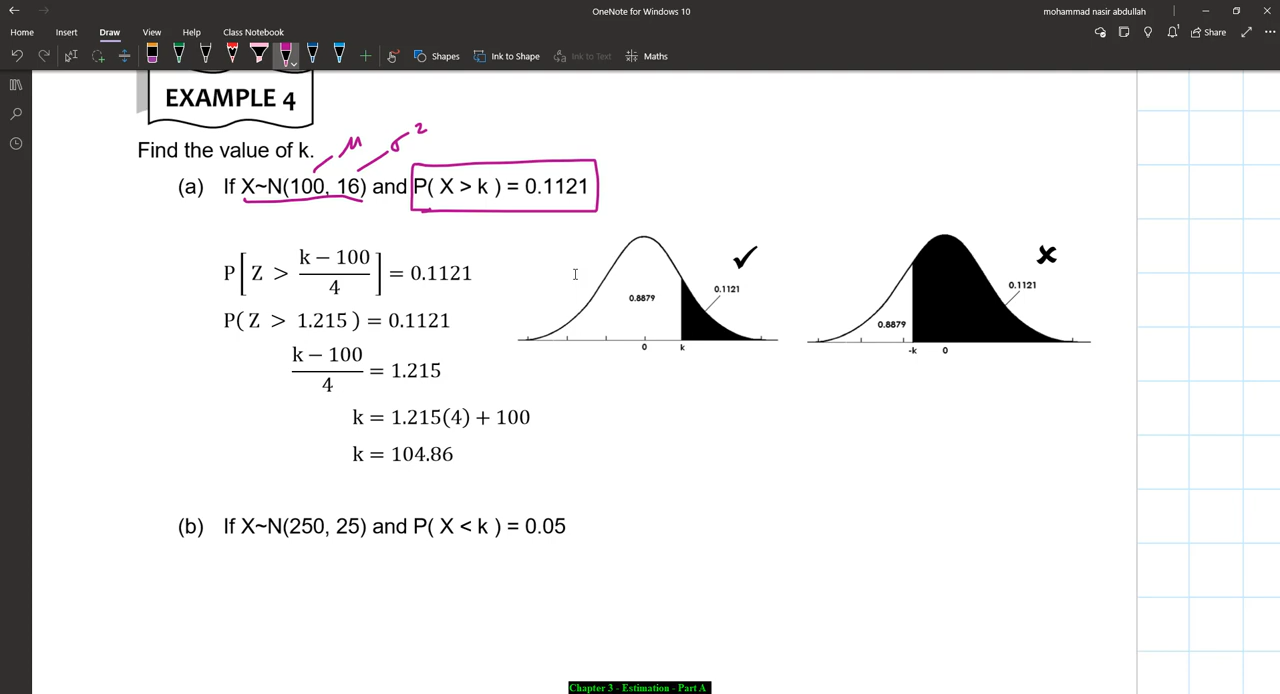 OneNote for Windows 10
mohammad nasir abdullah
Home Insert Draw View Help Class Notebook
Share
Shapes Ink to Shape Ink to Text Maths
EXAMPLE 4
Find the value of k.
μ σ²
(a) If X~N(100, 16) and P( X > k ) = 0.1121
P[ Z > (k − 100)/4 ] = 0.1121
P( Z > 1.215 ) = 0.1121
(k − 100)/4 = 1.215
k = 1.215(4) + 100
k = 104.86
0.8879
0.1121
0 k
✓
0.8879
0.1121
-k 0
✗
(b) If X~N(250, 25) and P( X < k ) = 0.05
Chapter 3 - Estimation - Part A